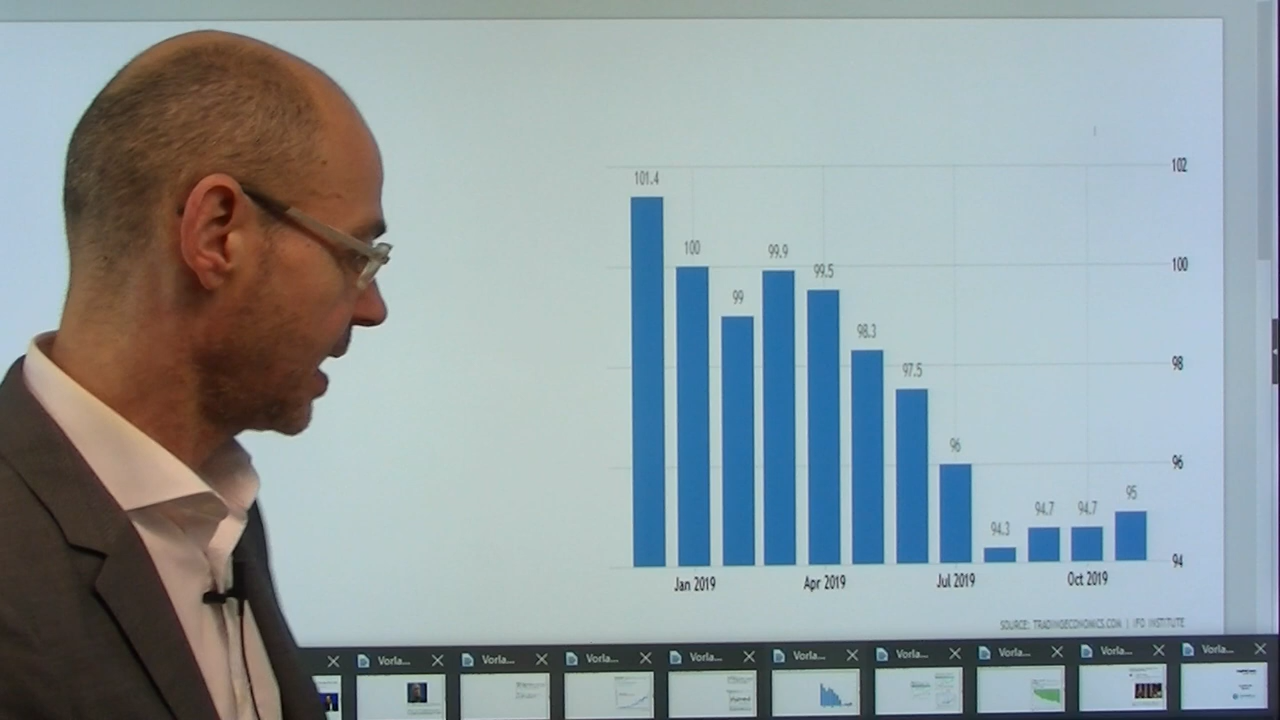 102
101.4
100
99.9
100
99.5
99
98.3
98
97.5
96
96
95
94.7
94.7
94.3
94
Jan 2019
Apr 2019
Jul 2019
Oct 2019
SOURCE: TRADINGECONOMICS.COM | IFO INSTITUTE
Vorla...
Vorla...
Vorla...
Vorla...
Vorla...
Vorla...
Vorla...
Vorla...
Vorla...